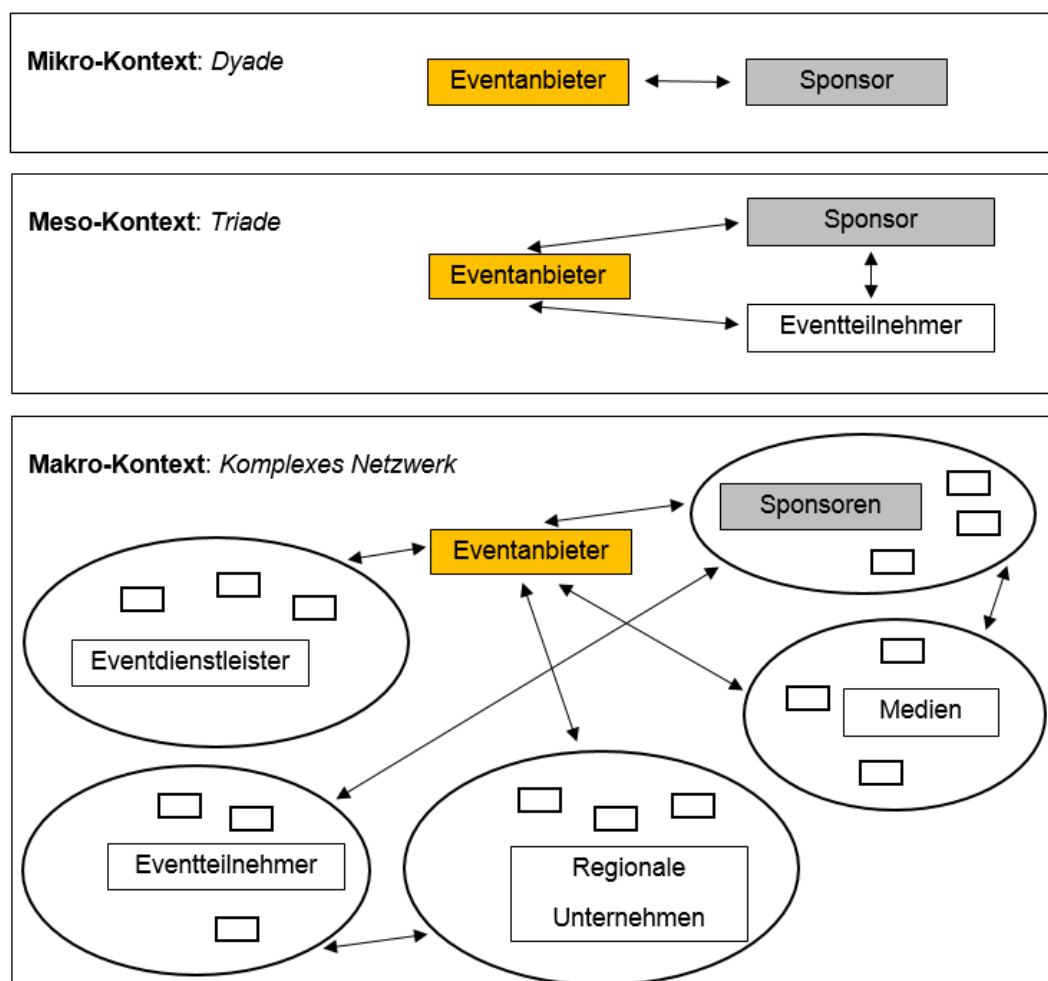 Mikro-Kontext: Dyade
Eventanbieter
Sponsor
Meso-Kontext: Triade
Sponsor
Eventanbieter
Eventteilnehmer
Makro-Kontext: Komplexes Netzwerk
Sponsoren
Eventanbieter
Eventdienstleister
Medien
Eventteilnehmer
Regionale
Unternehmen